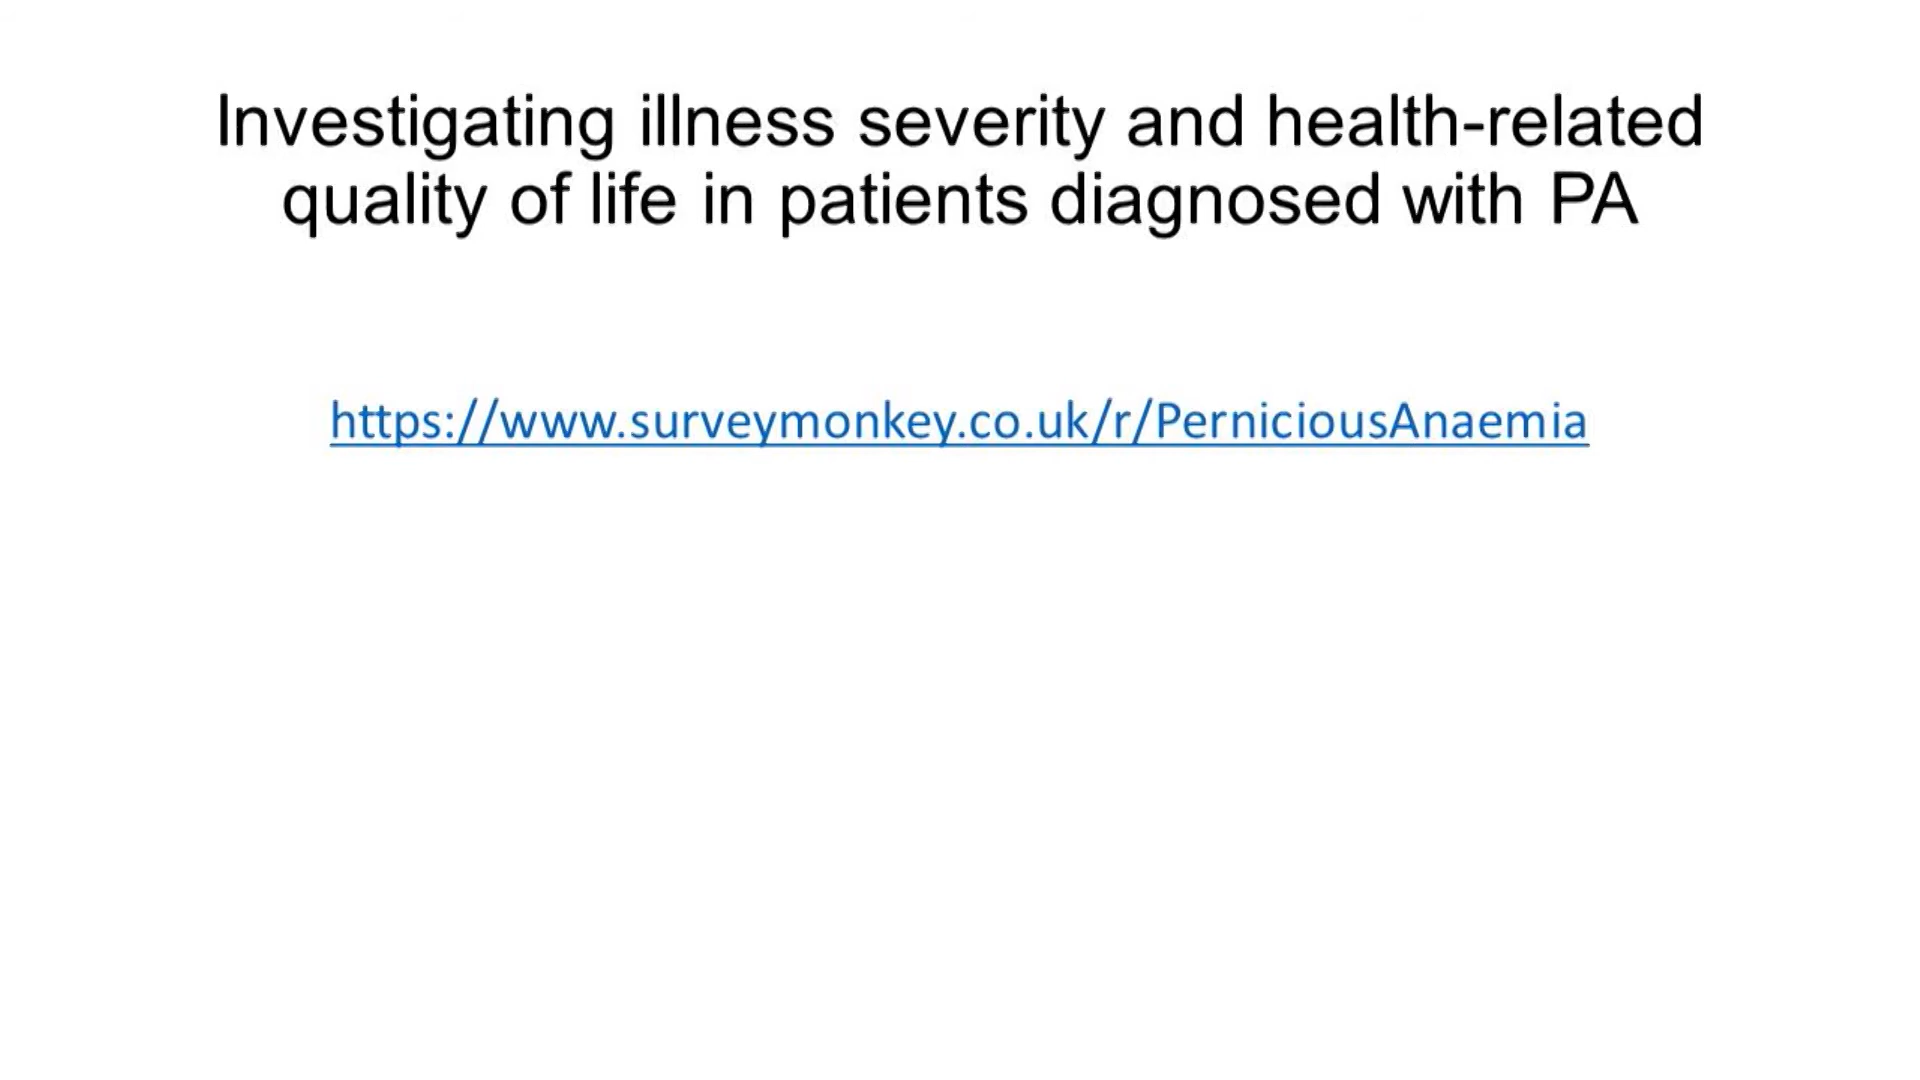 Investigating illness severity and health-related
quality of life in patients diagnosed with PA
https://www.surveymonkey.co.uk/r/PerniciousAnaemia